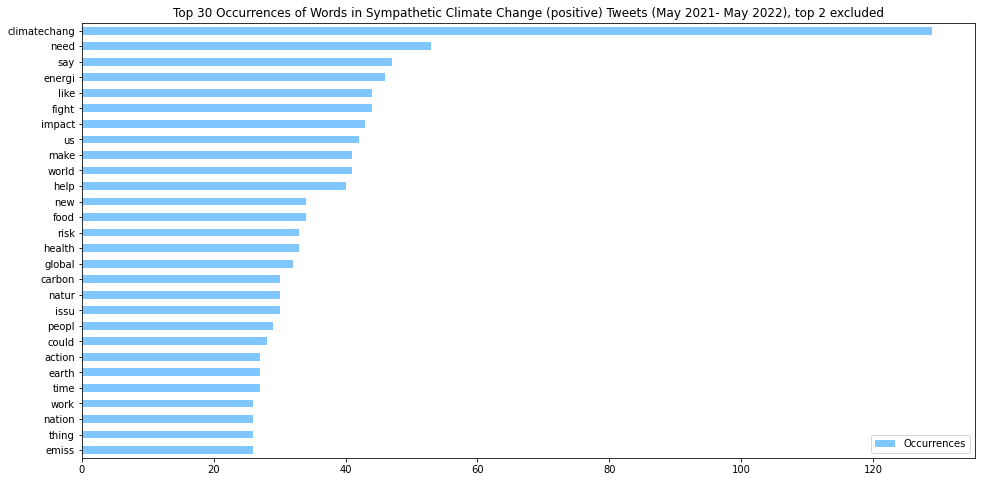 Top 30 Occurrences of Words in Sympathetic Climate Change (positive) Tweets (May 2021- May 2022), top 2 excluded
climatechang
need
say
energi
like
fight
impact
us
make
world
help
new
food
risk
health
global
carbon
natur
issu
peopl
could
action
earth
time
work
nation
thing
emiss
Occurrences
0 20 40 60 80 100 120